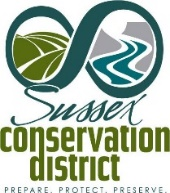 Sussex
conservation
district
PREPARE. PROTECT. PRESERVE.